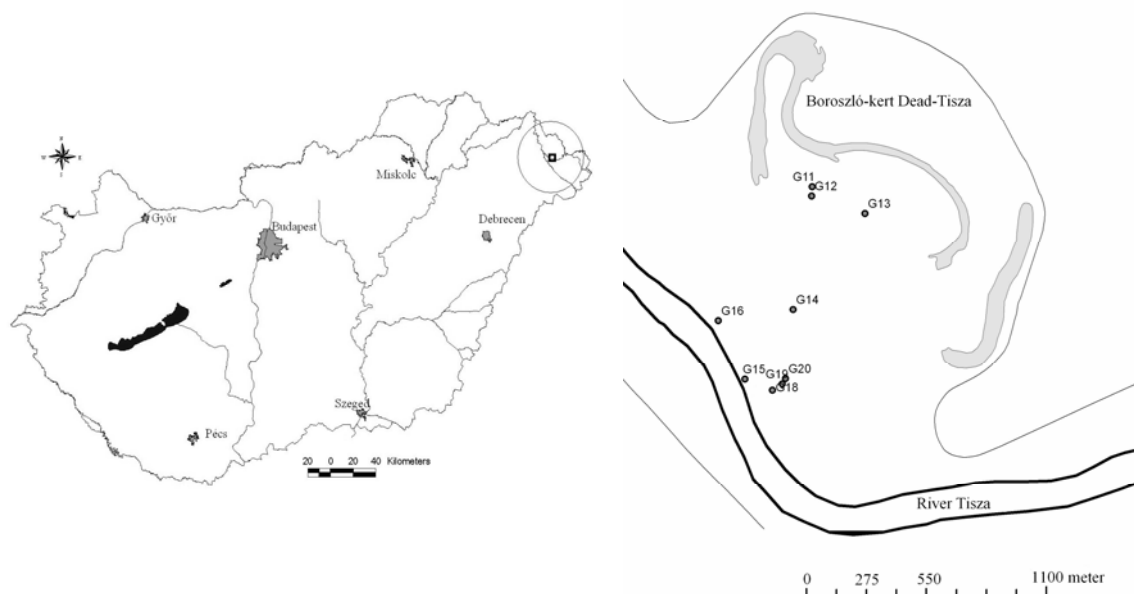 Miskolc
Győr
Budapest
Debrecen
Szeged
Pécs
20 0 20 40 Kilometers
Boroszló-kert Dead-Tisza
G11
G12
G13
G14
G16
G15
G20
G18
River Tisza
0 275 550 1100 meter